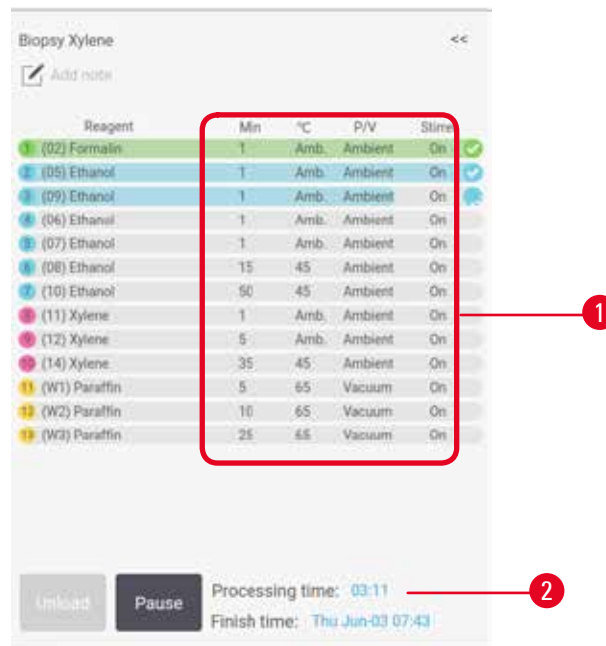 Biopsy Xylene <<
Add note
Reagent Min °C P/V Stirre
1 (02) Formalin 1 Amb. Ambient On
2 (05) Ethanol 1 Amb. Ambient On
3 (09) Ethanol 1 Amb. Ambient On
4 (06) Ethanol 1 Amb. Ambient On
5 (07) Ethanol 1 Amb. Ambient On
6 (08) Ethanol 15 45 Ambient On
7 (10) Ethanol 50 45 Ambient On
8 (11) Xylene 1 Amb. Ambient On
9 (12) Xylene 5 Amb. Ambient On
10 (14) Xylene 35 45 Ambient On
11 (W1) Paraffin 5 65 Vacuum On
12 (W2) Paraffin 10 65 Vacuum On
13 (W3) Paraffin 25 65 Vacuum On
1
Unload Pause Processing time: 03:11 2
Finish time: Thu Jun-03 07:43